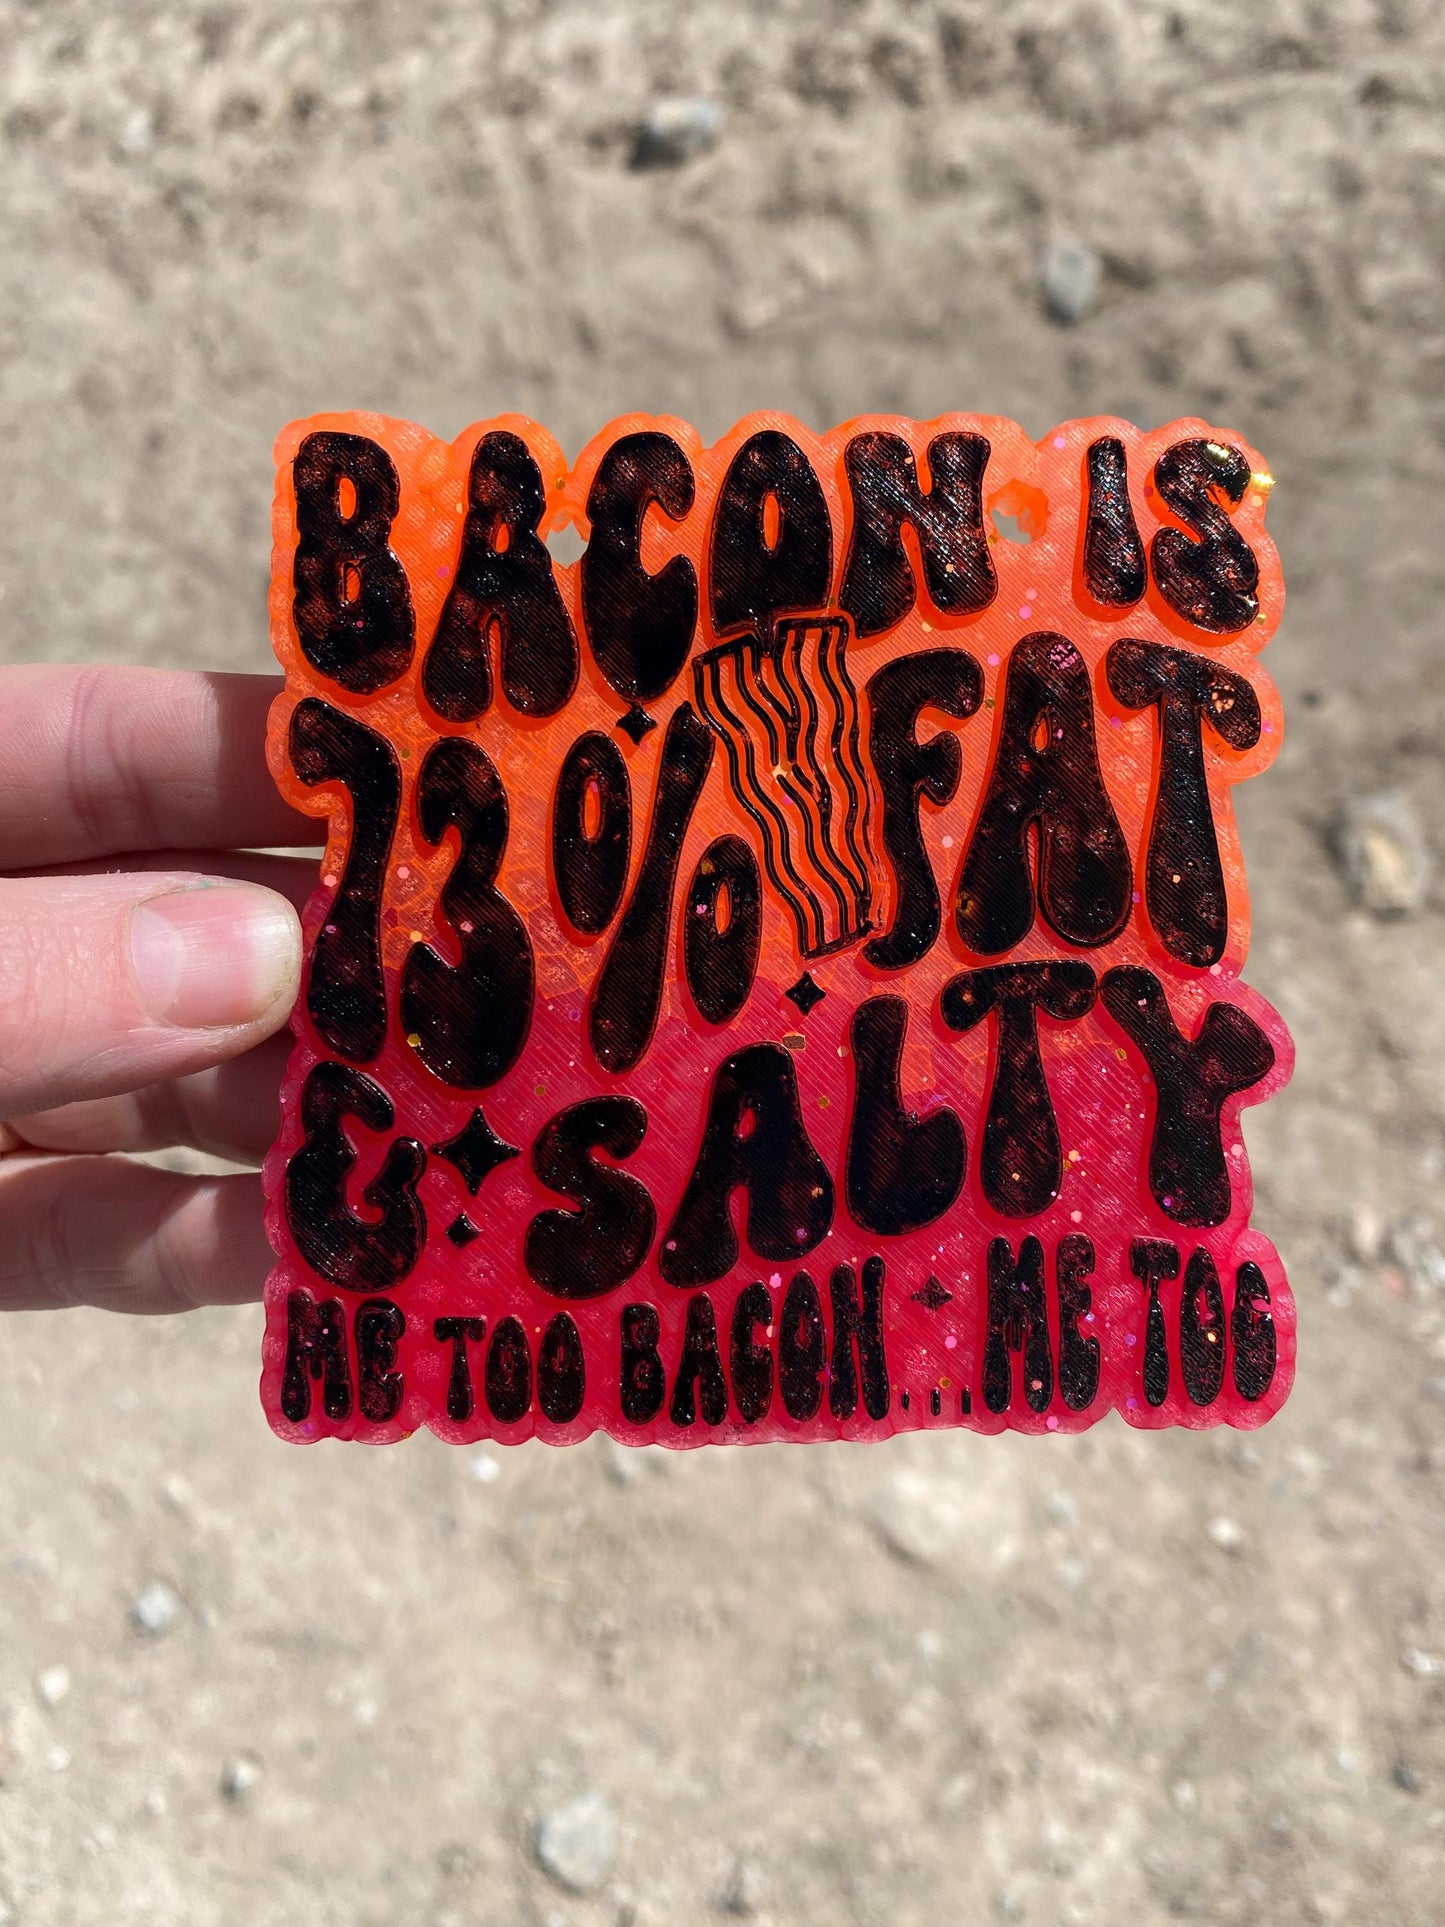 BACON IS
73% FAT
& SALTY
ME TOO BACON... ME TOO